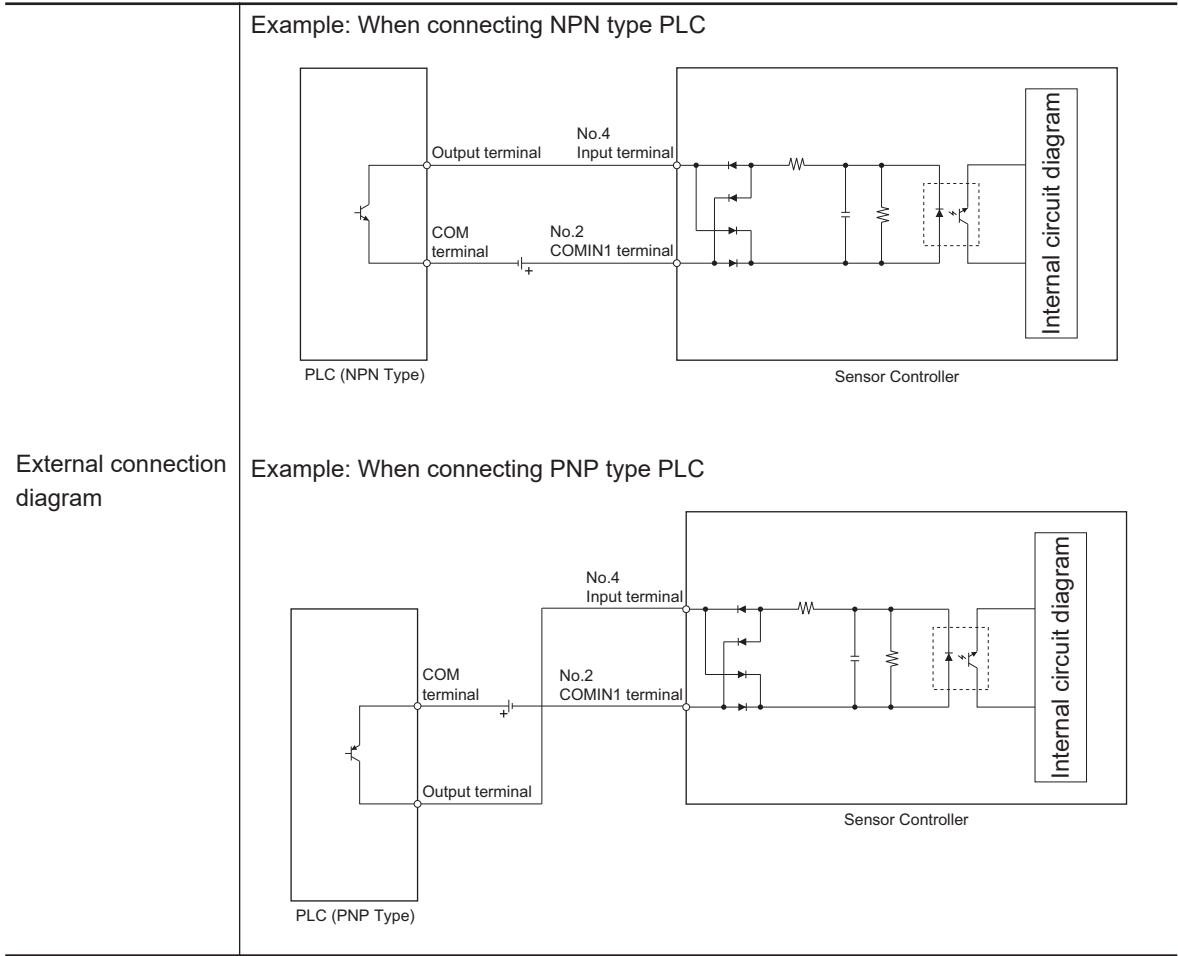 Example: When connecting NPN type PLC
No.4
Output terminal
Input terminal
COM
terminal
No.2
COMIN1 terminal
+
Internal circuit diagram
PLC (NPN Type)
Sensor Controller
External connection
diagram
Example: When connecting PNP type PLC
No.4
Input terminal
COM
terminal
No.2
COMIN1 terminal
+
Output terminal
Internal circuit diagram
Sensor Controller
PLC (PNP Type)